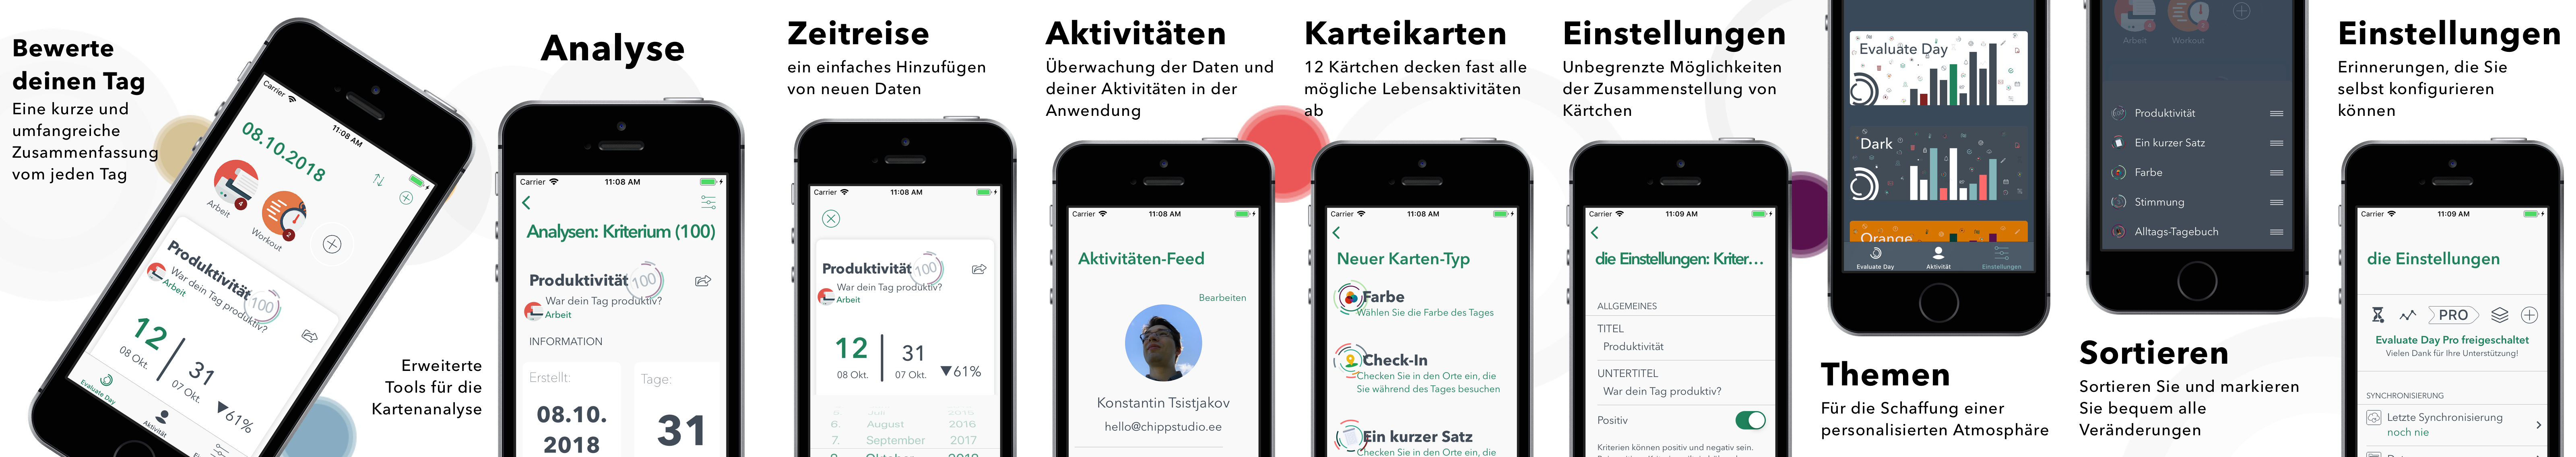 Bewerte
deinen Tag
Eine kurze und
umfangreiche
Zusammenfassung
vom jeden Tag
Carrier
11:08 AM
08.10.2018
4
Arbeit
2
Workout
Produktivität
100
War dein Tag produktiv?
Arbeit
12
31
08 Okt.
07 Okt.
▼61%
Evaluate Day
Aktivität
Erweiterte
Tools für die
Kartenanalyse
Analyse
Carrier
11:08 AM
Analysen: Kriterium (100)
Produktivität
100
War dein Tag produktiv?
Arbeit
INFORMATION
Erstellt:
Tage:
08.10.
2018
31
Zeitreise
ein einfaches Hinzufügen
von neuen Daten
Carrier
11:08 AM
Produktivität
100
War dein Tag produktiv?
Arbeit
12
31
08 Okt.
07 Okt.
▼61%
Juli
6. August 2016
7. September 2017
Aktivitäten
Überwachung der Daten und
deiner Aktivitäten in der
Anwendung
Carrier
11:08 AM
Aktivitäten-Feed
Bearbeiten
Konstantin Tsistjakov
hello@chippstudio.ee
Karteikarten
12 Kärtchen decken fast alle
mögliche Lebensaktivitäten
ab
Carrier
11:08 AM
Neuer Karten-Typ
Farbe
Wählen Sie die Farbe des Tages
Check-In
Checken Sie in den Orte ein, die
Sie während des Tages besuchen
Ein kurzer Satz
Checken Sie in den Orte ein, die
Einstellungen
Unbegrenzte Möglichkeiten
der Zusammenstellung von
Kärtchen
Carrier
11:09 AM
die Einstellungen: Kriter...
ALLGEMEINES
TITEL
Produktivität
UNTERTITEL
War dein Tag produktiv?
Positiv
Kriterien können positiv und negativ sein.
Evaluate Day
Dark
Orange
Evaluate Day
Aktivität
Einstellungen
Themen
Für die Schaffung einer
personalisierten Atmosphäre
Arbeit
Workout
Produktivität
Ein kurzer Satz
Farbe
Stimmung
Alltags-Tagebuch
Sortieren
Sortieren Sie und markieren
Sie bequem alle
Veränderungen
Einstellungen
Erinnerungen, die Sie
selbst konfigurieren
können
Carrier
11:09 AM
die Einstellungen
PRO
Evaluate Day Pro freigeschaltet
Vielen Dank für Ihre Unterstützung!
SYNCHRONISIERUNG
Letzte Synchronisierung
noch nie